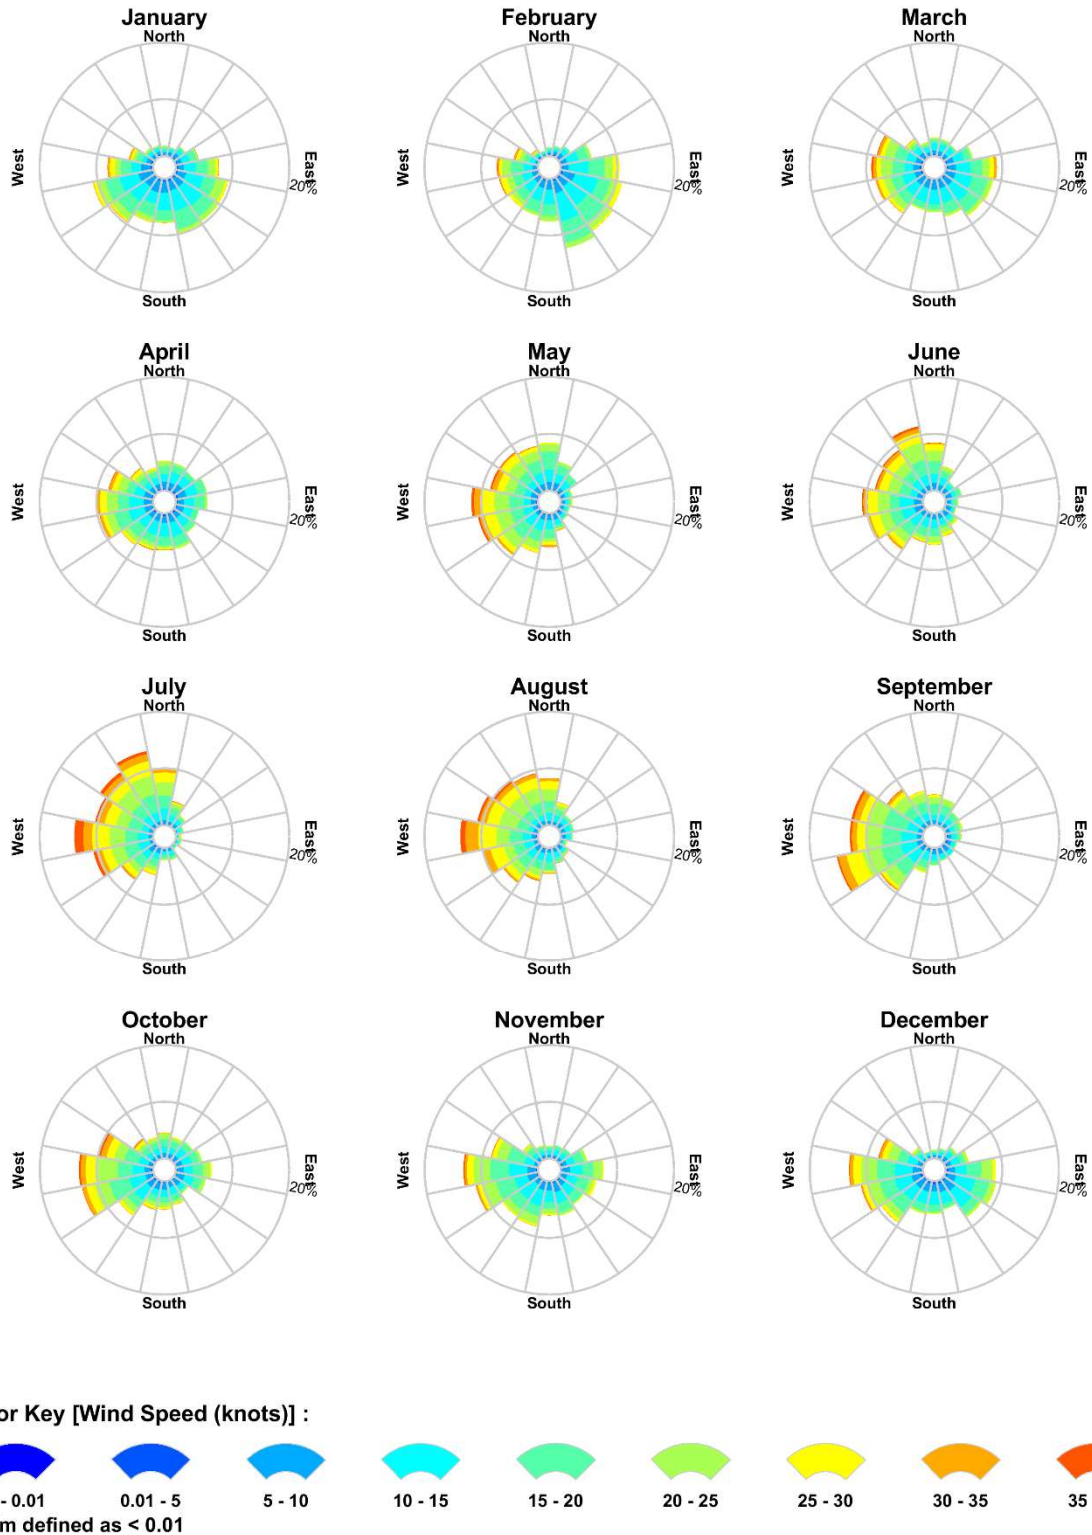 January
North
West
East
20%
South
February
North
West
East
20%
South
March
North
West
East
20%
South
April
North
West
East
20%
South
May
North
West
East
20%
South
June
North
West
East
20%
South
July
North
West
East
20%
South
August
North
West
East
20%
South
September
North
West
East
20%
South
October
North
West
East
20%
South
November
North
West
East
20%
South
December
North
West
East
20%
South
or Key [Wind Speed (knots)] :
- 0.01 0.01 - 5 5 - 10 10 - 15 15 - 20 20 - 25 25 - 30 30 - 35 35
m defined as < 0.01